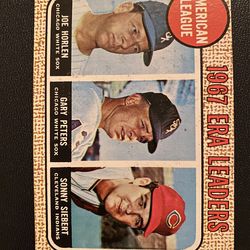 AMERICAN
LEAGUE
1967 ERA LEADERS
JOE HORLEN
CHICAGO WHITE SOX
GARY PETERS
CHICAGO WHITE SOX
SONNY SIEBERT
CLEVELAND INDIANS